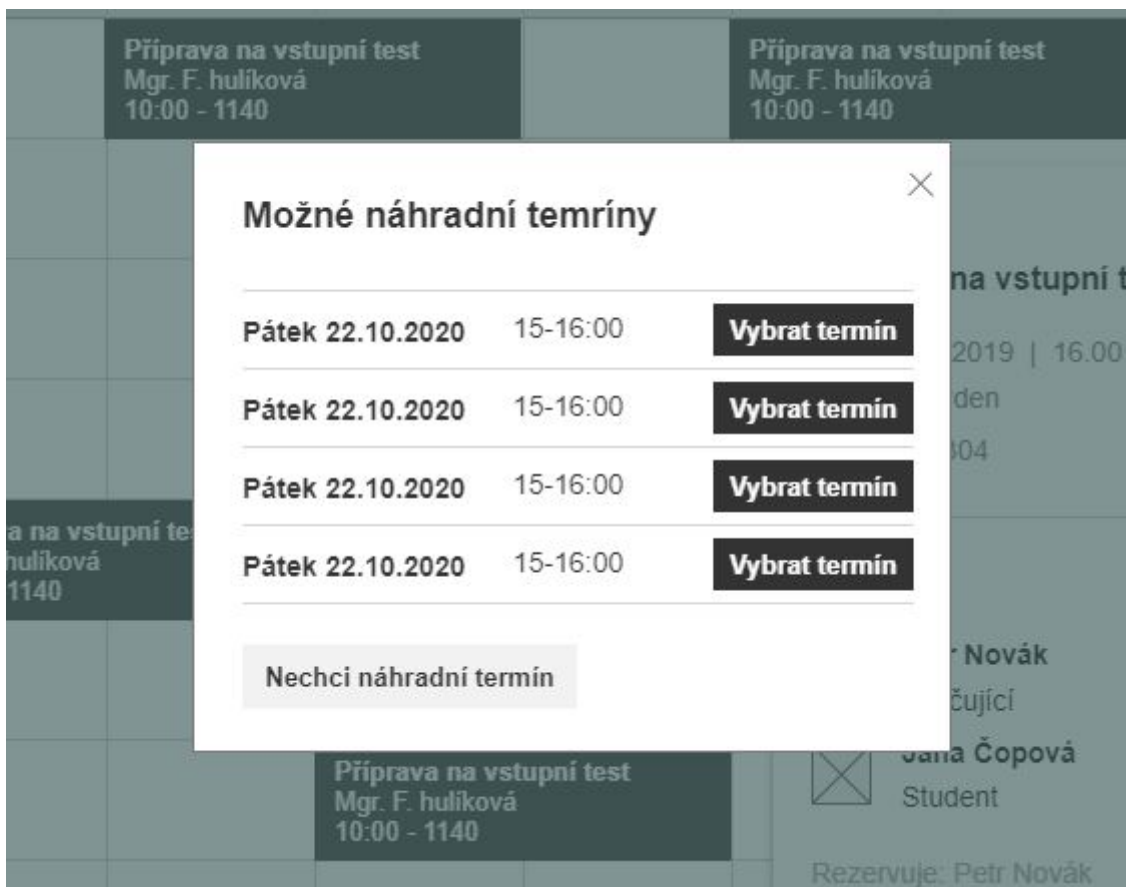 Příprava na vstupní test
Mgr. F. hulíková
10:00 - 1140
Příprava na vstupní test
Mgr. F. hulíková
10:00 - 1140
Možné náhradní temríny
Pátek 22.10.2020 15-16:00 Vybrat termín
Pátek 22.10.2020 15-16:00 Vybrat termín
Pátek 22.10.2020 15-16:00 Vybrat termín
Pátek 22.10.2020 15-16:00 Vybrat termín
Nechci náhradní termín
na vstupní
2019 | 16.00
den
a na vstupní
hulíková
1140
Novák
Jana Čopová
Student
Rezervuje: Petr Novák
Příprava na vstupní test
Mgr. F. hulíková
10:00 - 1140